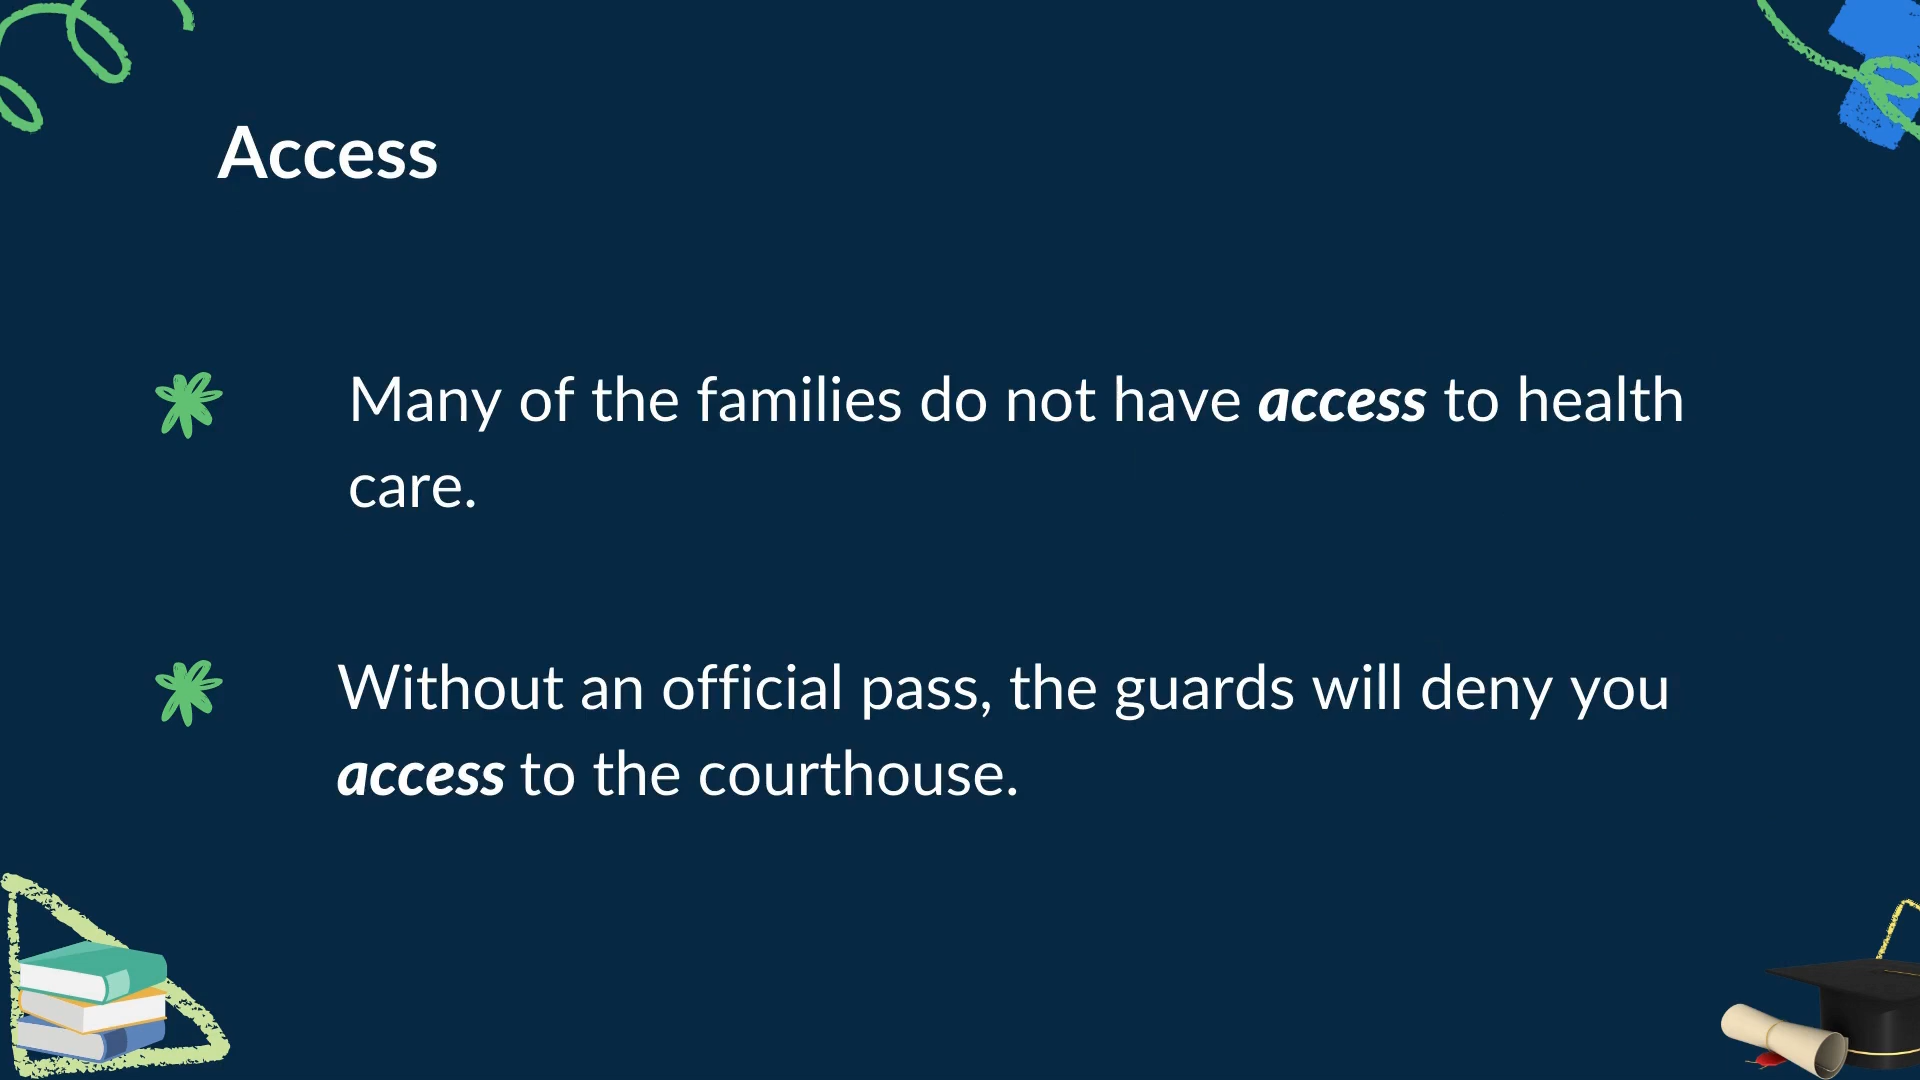 Access
Many of the families do not have access to health
care.
Without an official pass, the guards will deny you
access to the courthouse.